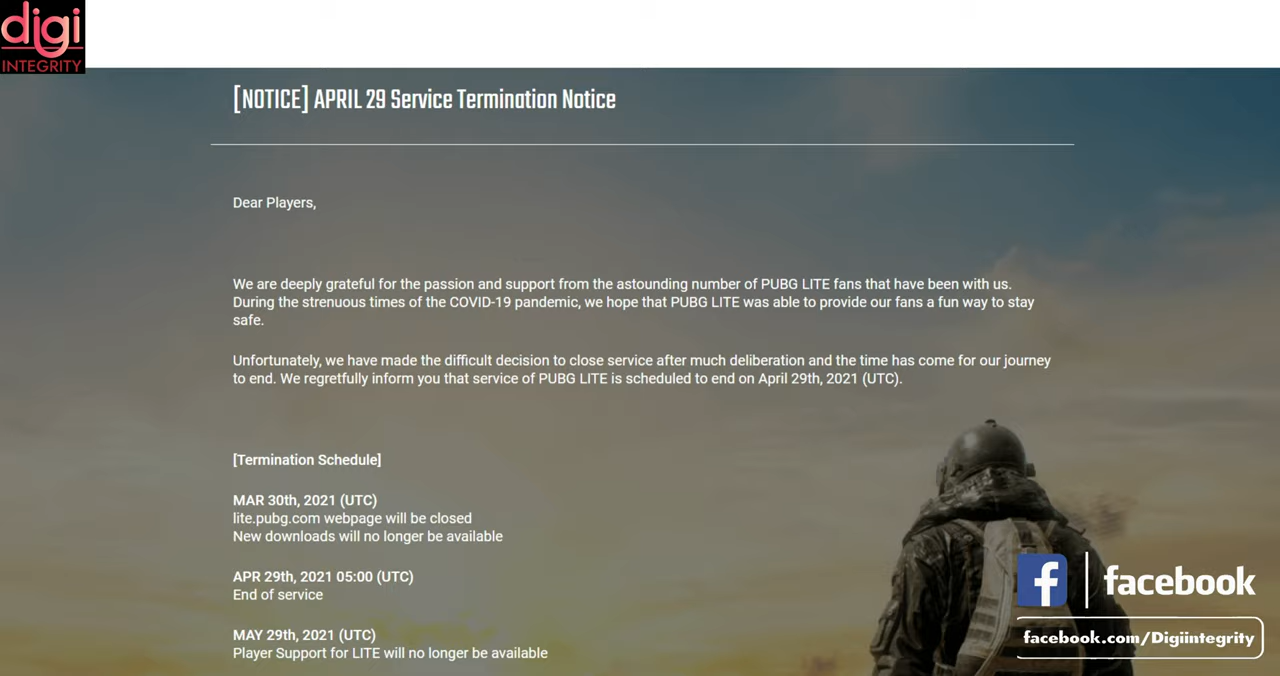 digi
INTEGRITY
[NOTICE] APRIL 29 Service Termination Notice
Dear Players,
We are deeply grateful for the passion and support from the astounding number of PUBG LITE fans that have been with us.
During the strenuous times of the COVID-19 pandemic, we hope that PUBG LITE was able to provide our fans a fun way to stay
safe.
Unfortunately, we have made the difficult decision to close service after much deliberation and the time has come for our journey
to end. We regretfully inform you that service of PUBG LITE is scheduled to end on April 29th, 2021 (UTC).
[Termination Schedule]
MAR 30th, 2021 (UTC)
lite.pubg.com webpage will be closed
New downloads will no longer be available
APR 29th, 2021 05:00 (UTC)
End of service
MAY 29th, 2021 (UTC)
Player Support for LITE will no longer be available
f facebook
facebook.com/Digiintegrity